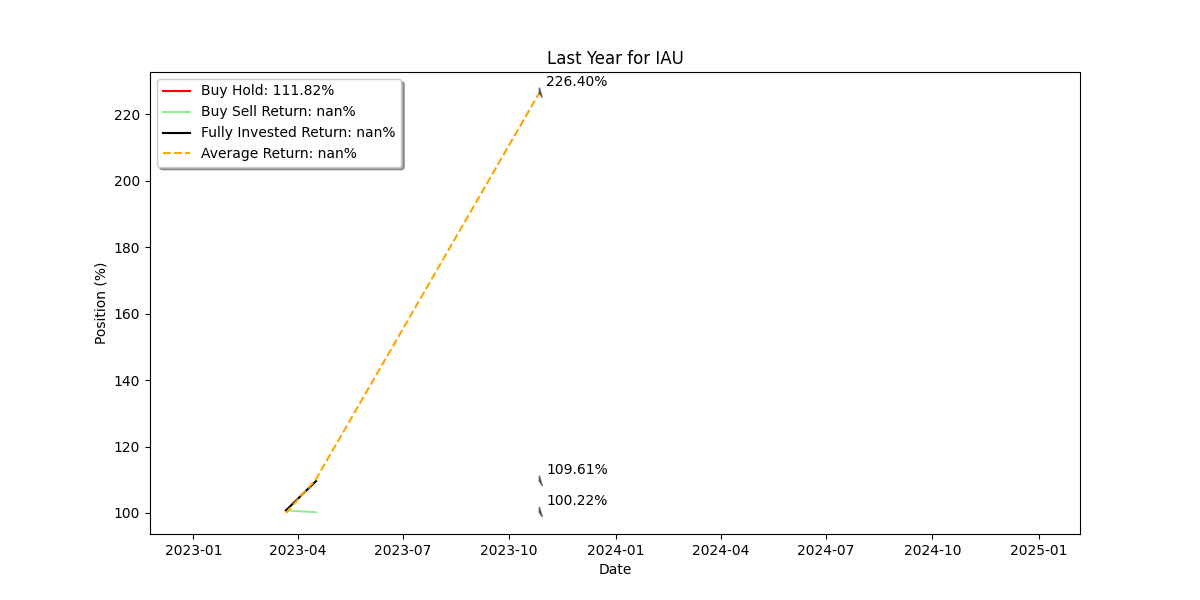 Last Year for IAU
226.40%
Buy Hold: 111.82%
Buy Sell Return: nan%
Fully Invested Return: nan%
Average Return: nan%
Position (%)
220
200
180
160
140
120
100
109.61%
100.22%
2023-01 2023-04 2023-07 2023-10 2024-01 2024-04 2024-07 2024-10 2025-01
Date